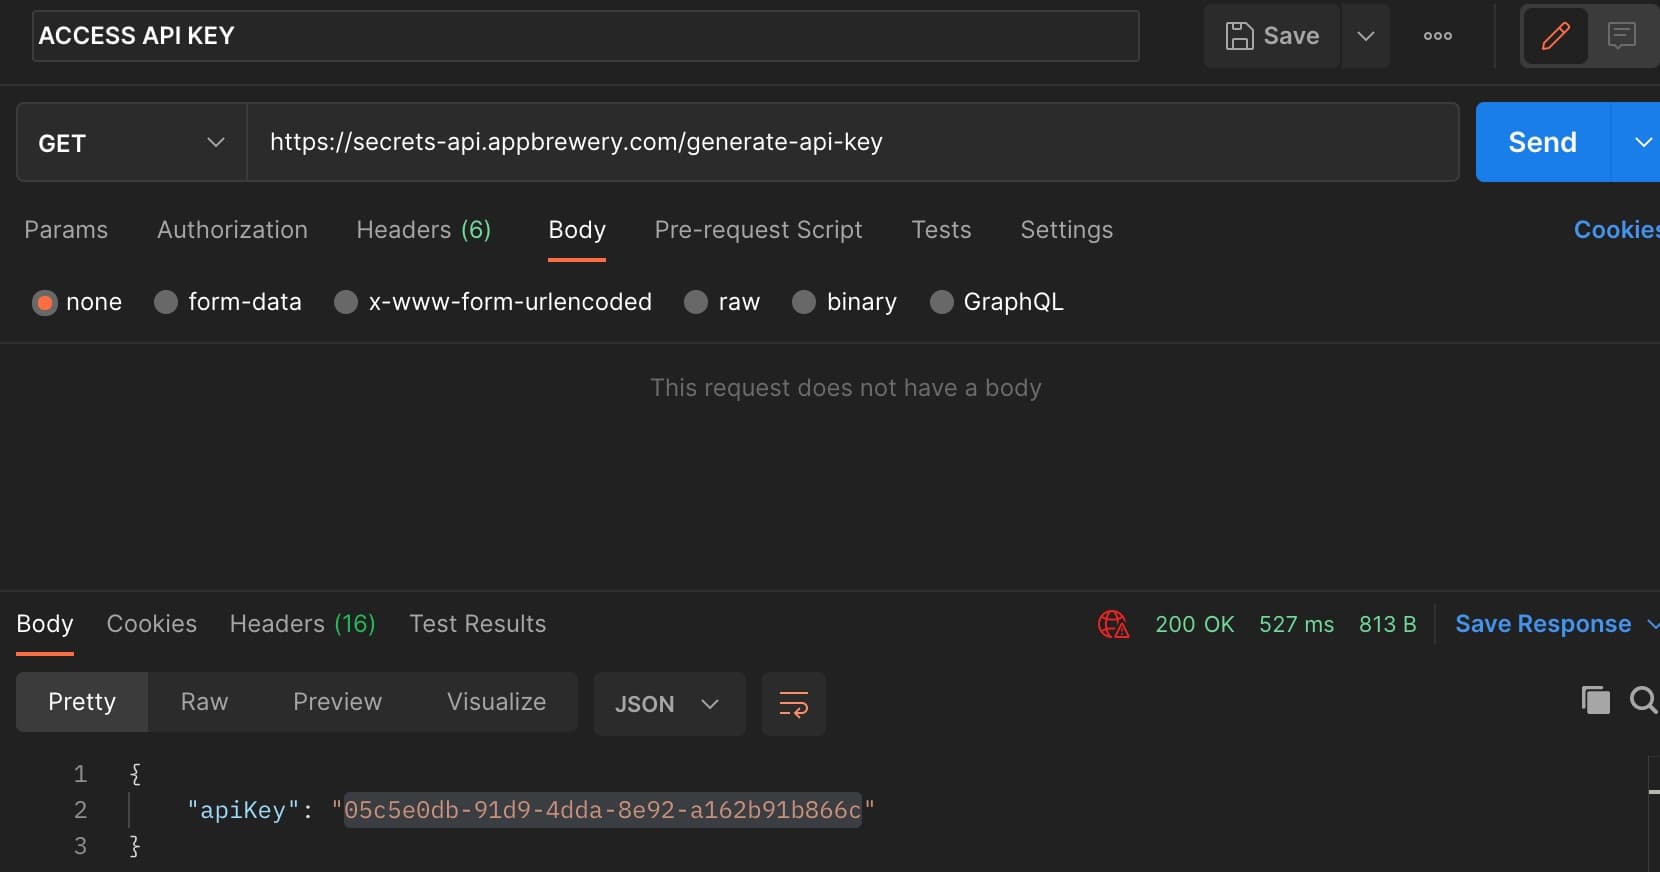 ACCESS API KEY
Save
GET
https://secrets-api.appbrewery.com/generate-api-key
Send
Params Authorization Headers (6) Body Pre-request Script Tests Settings Cookies
none form-data x-www-form-urlencoded raw binary GraphQL
This request does not have a body
Body Cookies Headers (16) Test Results 200 OK 527 ms 813 B Save Response
Pretty Raw Preview Visualize JSON
1 {
2 "apiKey": "05c5e0db-91d9-4dda-8e92-a162b91b866c"
3 }